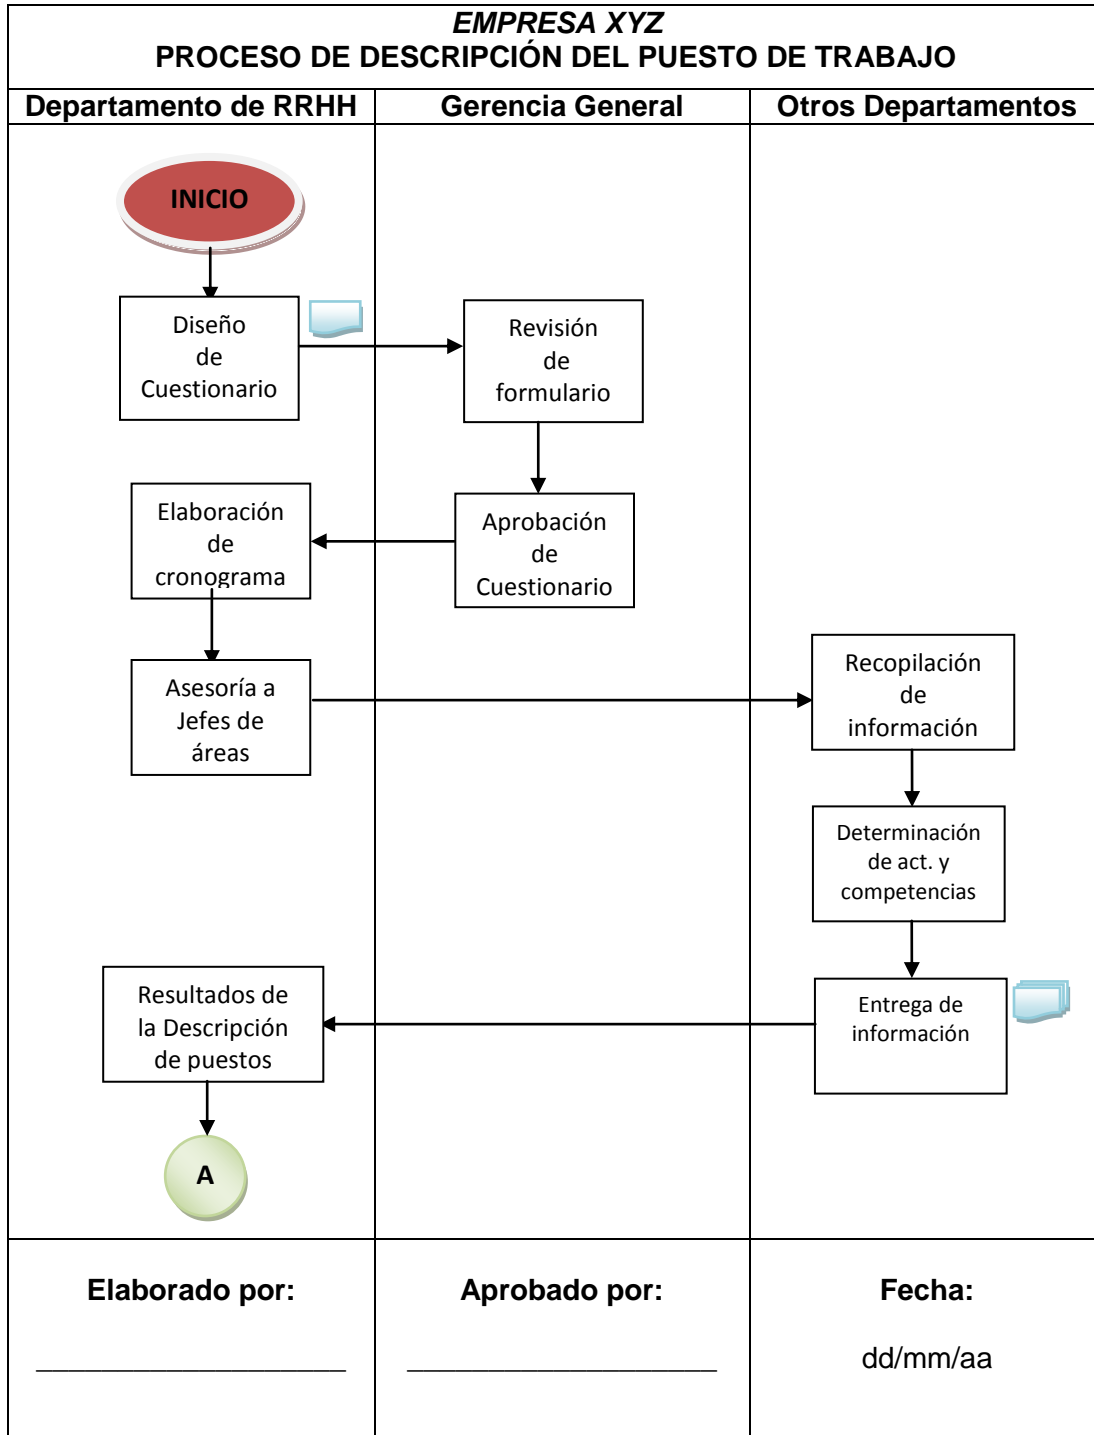 EMPRESA XYZ
PROCESO DE DESCRIPCIÓN DEL PUESTO DE TRABAJO
Departamento de RRHH
Gerencia General
Otros Departamentos
INICIO
Diseño
de
Cuestionario
Revisión
de
formulario
Aprobación
de
Cuestionario
Elaboración
de
cronograma
Asesoría a
Jefes de
áreas
Recopilación
de
información
Determinación
de act. y
competencias
Entrega de
información
Resultados de
la Descripción
de puestos
A
Elaborado por:
Aprobado por:
Fecha:
dd/mm/aa